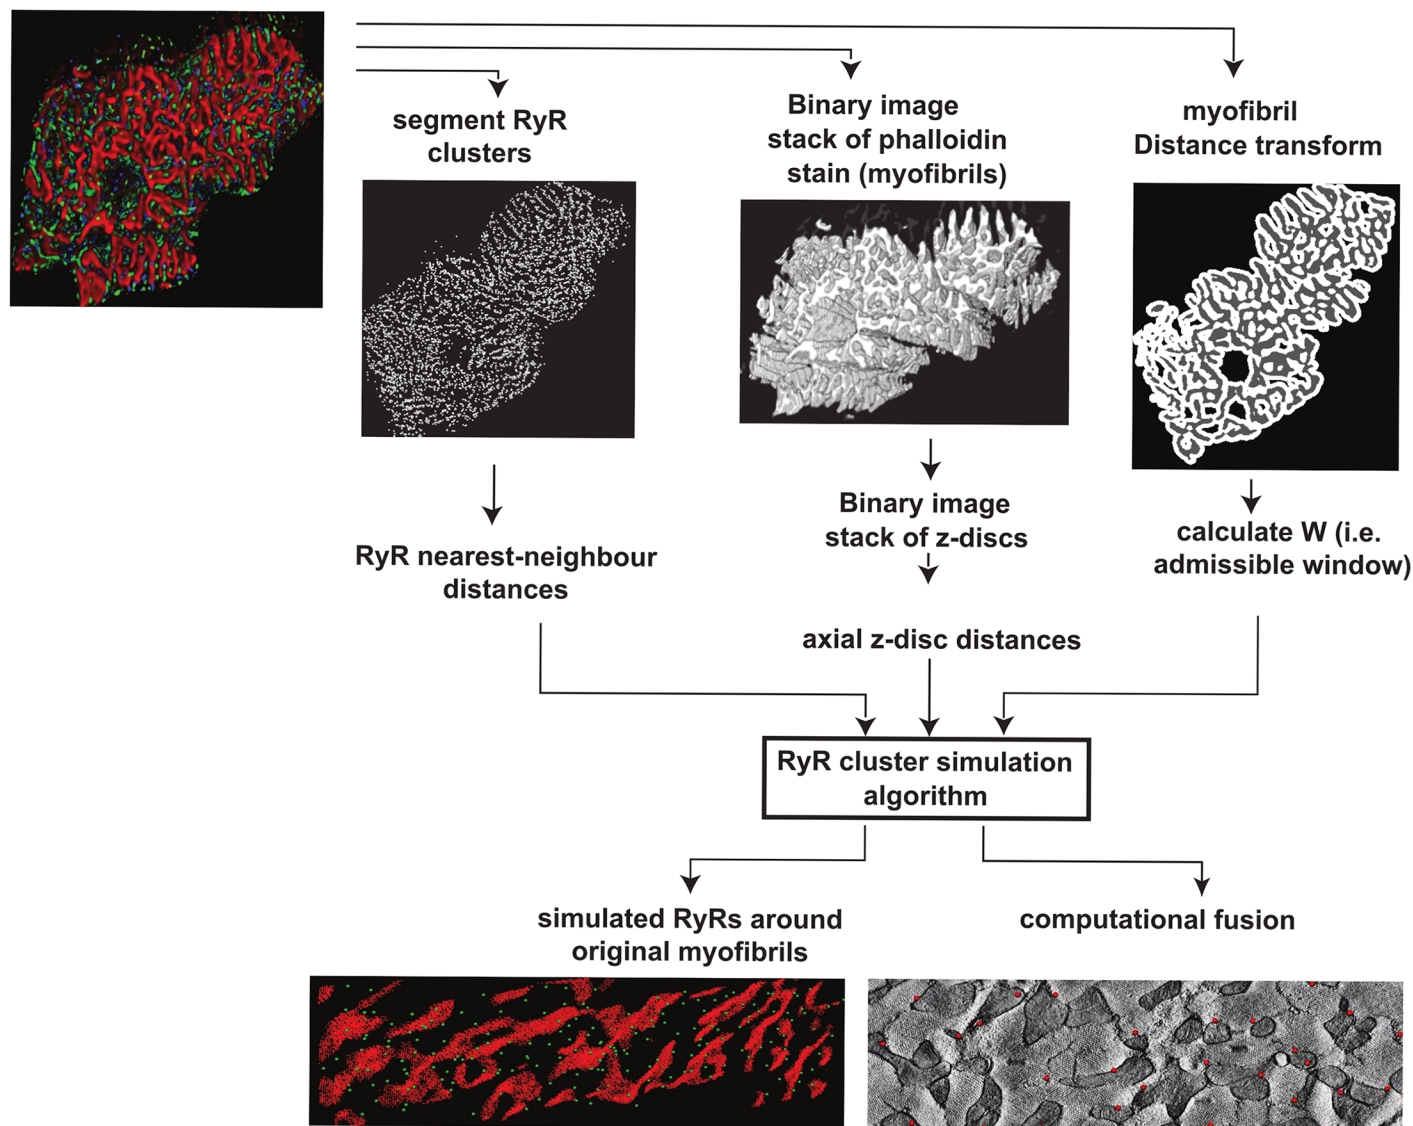 segment RyR
clusters
Binary image
stack of phalloidin
stain (myofibrils)
myofibril
Distance transform
RyR nearest-neighbour
distances
Binary image
stack of z-discs
calculate W (i.e.
admissible window)
axial z-disc distances
RyR cluster simulation
algorithm
simulated RyRs around
original myofibrils
computational fusion